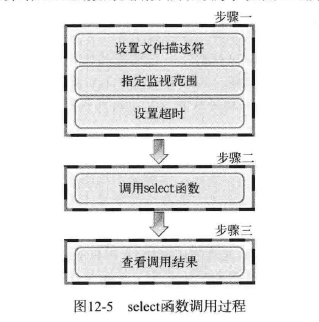 步骤一
设置文件描述符
指定监视范围
设置超时
步骤二
调用select函数
步骤三
查看调用结果
图12-5 select函数调用过程